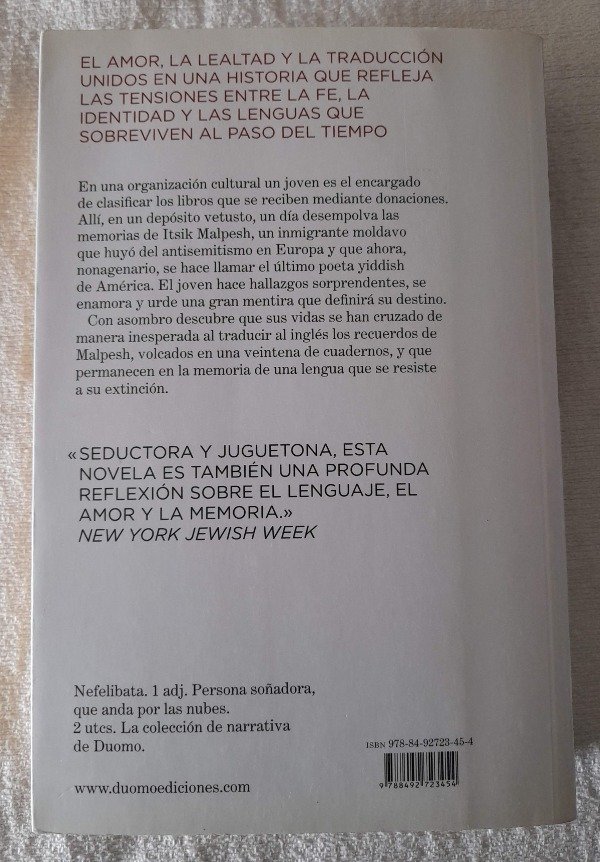 EL AMOR, LA LEALTAD Y LA TRADUCCIÓN
UNIDOS EN UNA HISTORIA QUE REFLEJA
LAS TENSIONES ENTRE LA FE, LA
IDENTIDAD Y LAS LENGUAS QUE
SOBREVIVEN AL PASO DEL TIEMPO
En una organización cultural un joven es el encargado
de clasificar los libros que se reciben mediante donaciones.
Allí, en un depósito vetusto, un día desempolva las
memorias de Itsik Malpesh, un inmigrante moldavo
que huyó del antisemitismo en Europa y que ahora,
nonagenario, se hace llamar el último poeta yiddish
de América. El joven hace hallazgos sorprendentes, se
enamora y urde una gran mentira que definirá su destino.
Con asombro descubre que sus vidas se han cruzado de
manera inesperada al traducir al inglés los recuerdos de
Malpesh, volcados en una veintena de cuadernos, y que
permanecen en la memoria de una lengua que se resiste
a su extinción.
«SEDUCTORA Y JUGUETONA, ESTA
NOVELA ES TAMBIÉN UNA PROFUNDA
REFLEXIÓN SOBRE EL LENGUAJE, EL
AMOR Y LA MEMORIA.»
NEW YORK JEWISH WEEK
Nefelibata. 1 adj. Persona soñadora,
que anda por las nubes.
2 utcs. La colección de narrativa
de Duomo.
www.duomoediciones.com
ISBN 978-84-92723-45-4
9 788492 723454